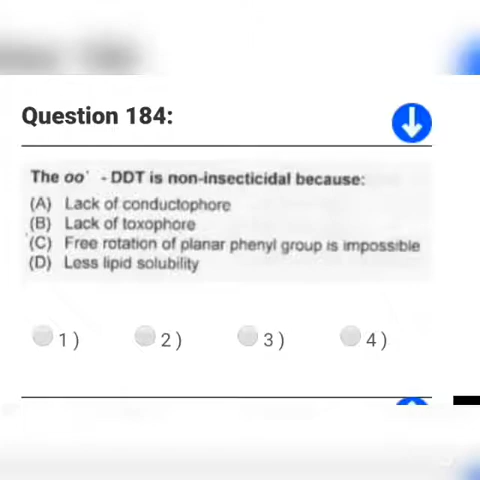 Question 184:
The oo' - DDT is non-insecticidal because:
(A) Lack of conductophore
(B) Lack of toxophore
(C) Free rotation of planar phenyl group is impossible
(D) Less lipid solubility
1 ) 2 ) 3 ) 4 )